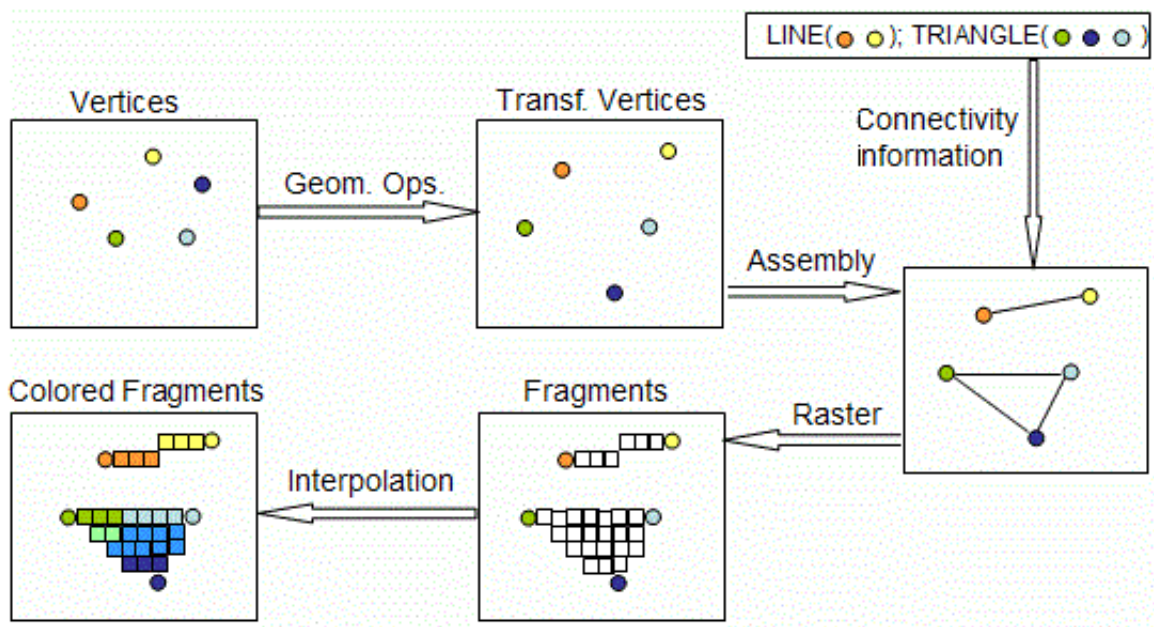 LINE( ); TRIANGLE( )
Vertices
Transf. Vertices
Connectivity
information
Geom. Ops.
Assembly
Colored Fragments
Fragments
Raster
Interpolation